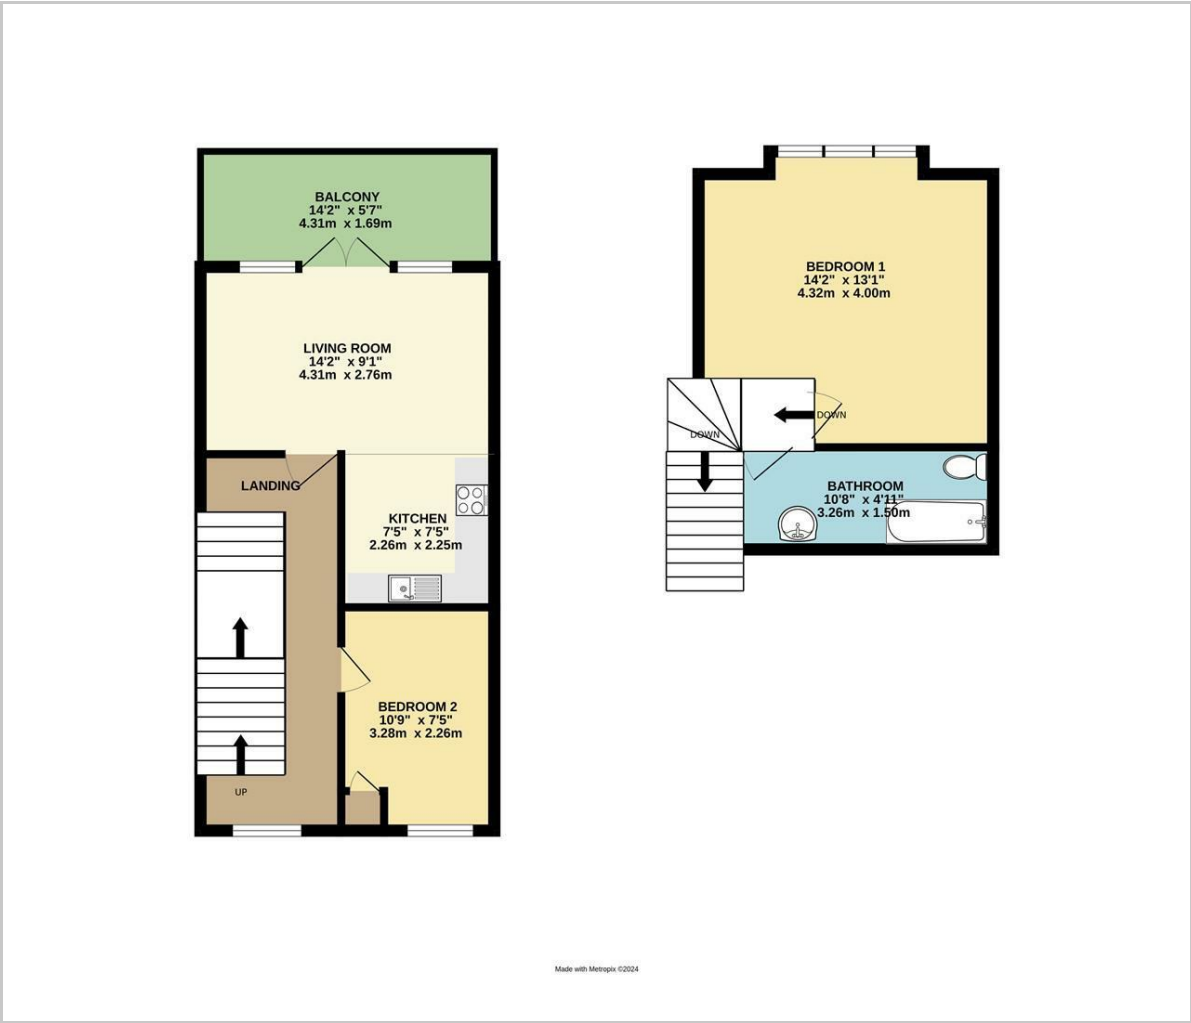 BALCONY
14'2" x 5'7"
4.31m x 1.69m
LIVING ROOM
14'2" x 9'1"
4.31m x 2.76m
LANDING
KITCHEN
7'5" x 7'5"
2.26m x 2.25m
BEDROOM 2
10'9" x 7'5"
3.28m x 2.26m
UP
BEDROOM 1
14'2" x 13'1"
4.32m x 4.00m
DOWN
DOWN
BATHROOM
10'8" x 4'11"
3.26m x 1.50m
Made with Metropix ©2024